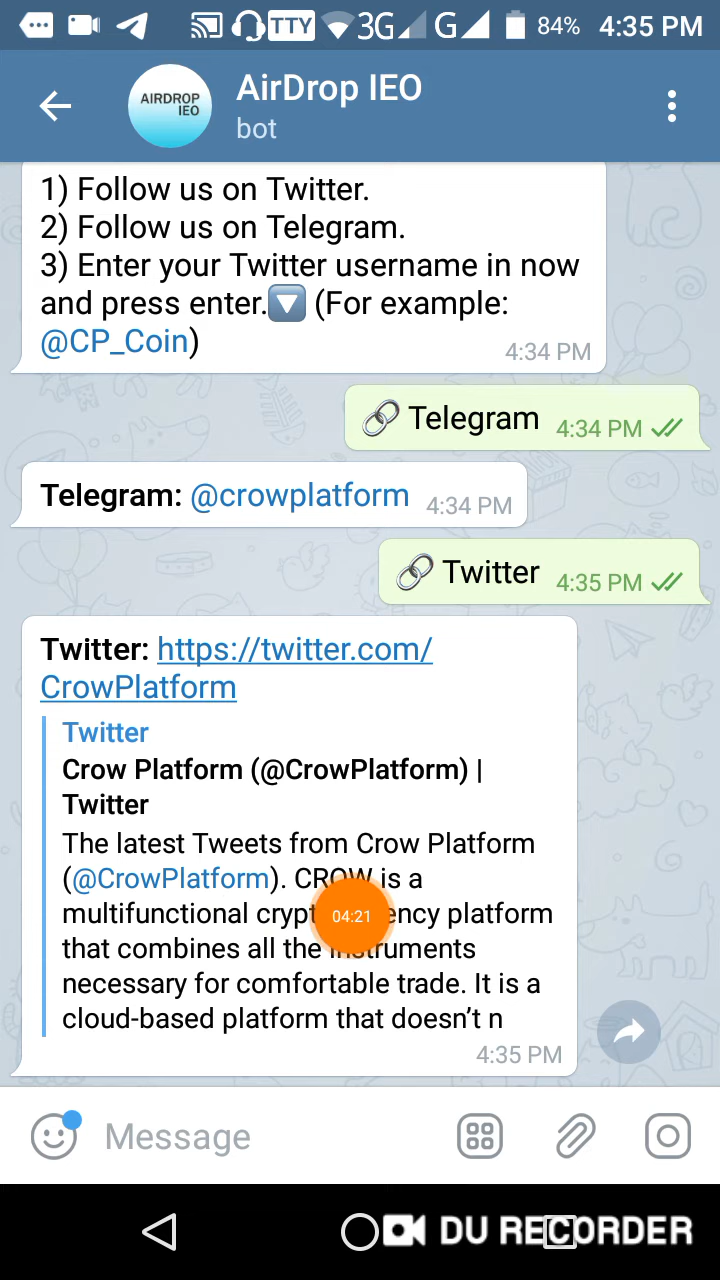 TTY 3G G 84% 4:35 PM
AIRDROP
IEO
AirDrop IEO
bot
1) Follow us on Twitter.
2) Follow us on Telegram.
3) Enter your Twitter username in now
and press enter. (For example:
@CP_Coin)
4:34 PM
Telegram 4:34 PM
Telegram: @crowplatform 4:34 PM
Twitter 4:35 PM
Twitter: https://twitter.com/
CrowPlatform
Twitter
Crow Platform (@CrowPlatform) |
Twitter
The latest Tweets from Crow Platform
(@CrowPlatform). CROW is a
multifunctional platform
04:21
that combines all the instruments
necessary for comfortable trade. It is a
cloud-based platform that doesn't n
4:35 PM
Message
DU RECORDER